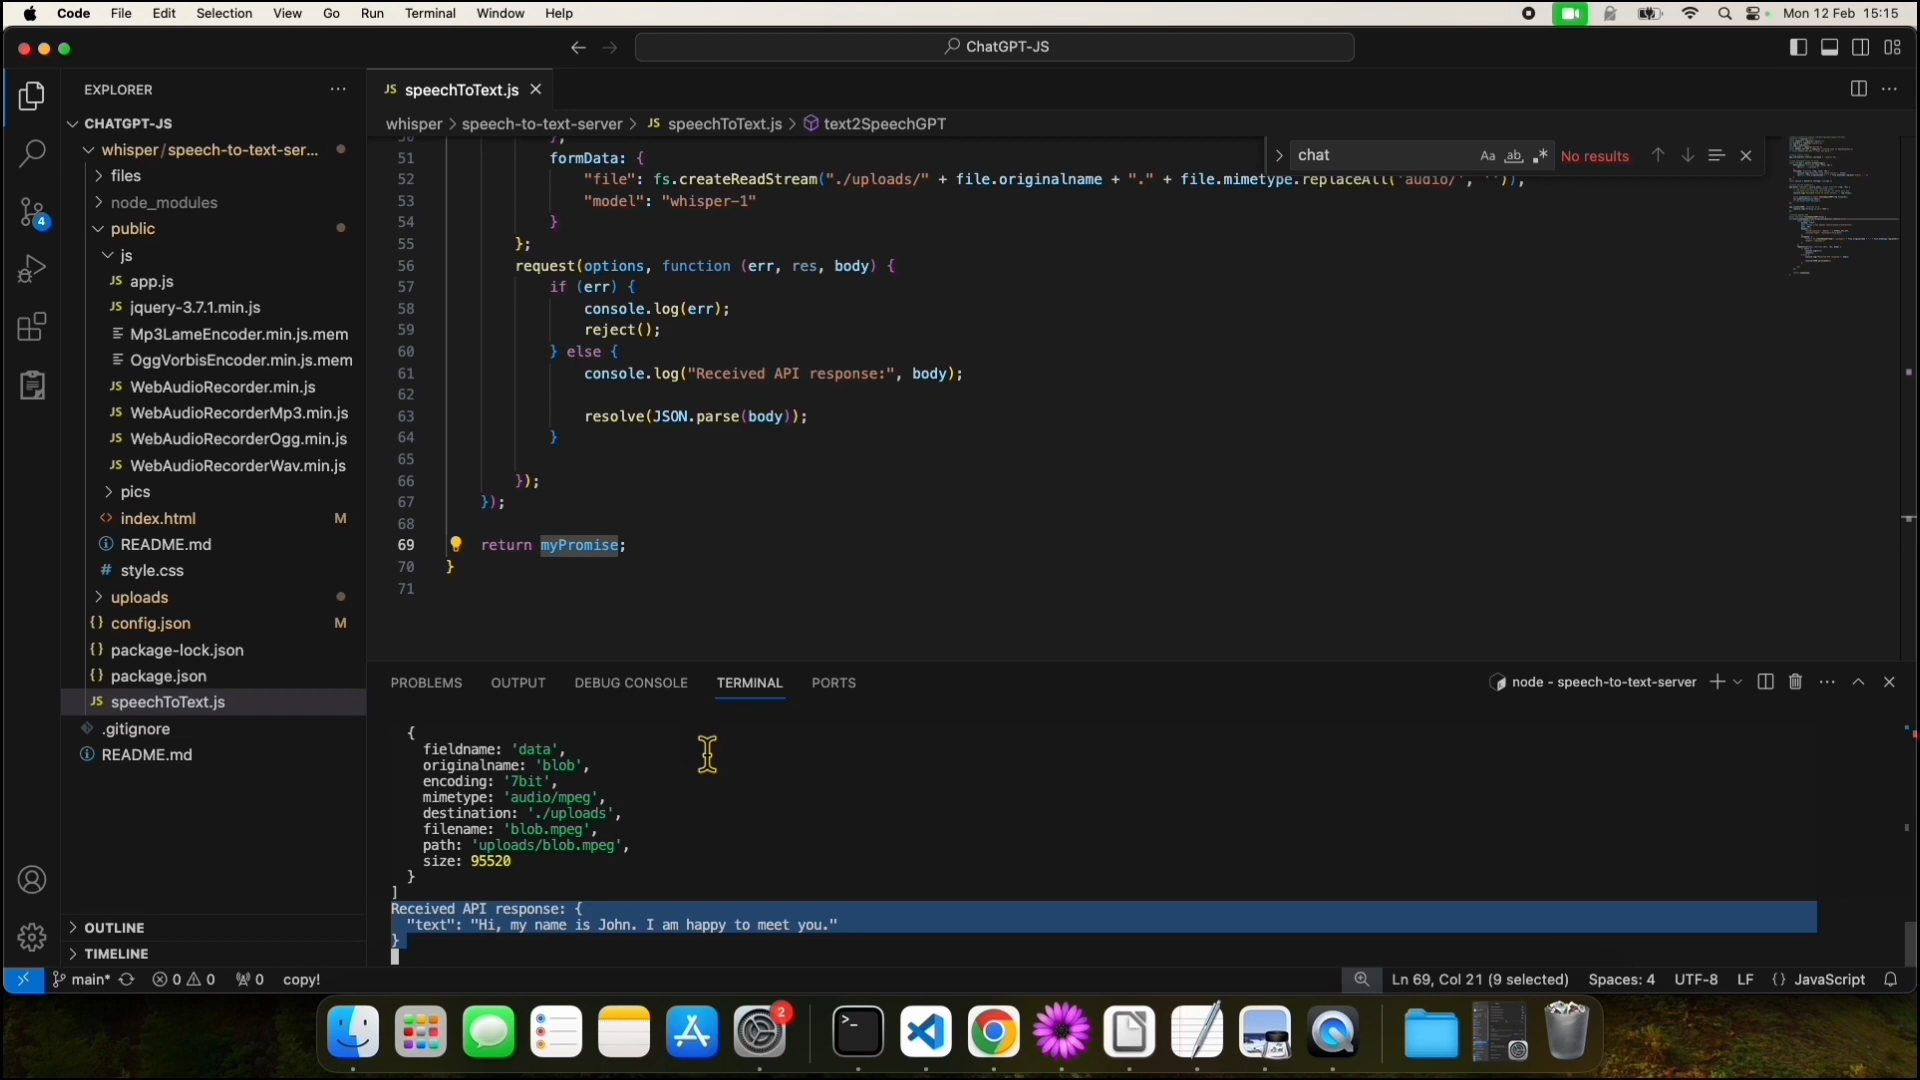 Code File Edit Selection View Go Run Terminal Window Help Mon 12 Feb 15:15
ChatGPT-JS
EXPLORER
CHATGPT-JS
whisper/speech-to-text-ser...
files
node_modules
public
js
JS app.js
JS jquery-3.7.1.min.js
Mp3LameEncoder.min.js.mem
OggVorbisEncoder.min.js.mem
JS WebAudioRecorder.min.js
JS WebAudioRecorderMp3.min.js
JS WebAudioRecorderOgg.min.js
JS WebAudioRecorderWav.min.js
pics
<> index.html M
README.md
# style.css
uploads
{} config.json M
{} package-lock.json
{} package.json
JS speechToText.js
.gitignore
README.md
OUTLINE
TIMELINE
4
JS speechToText.js
whisper > speech-to-text-server > JS speechToText.js > text2SpeechGPT
chat Aa ab No results
50 },
51 formData: {
52 "file": fs.createReadStream("./uploads/" + file.originalname + "." + file.mimetype.replaceAll('audio/', '')),
53 "model": "whisper-1"
54 }
55 };
56 request(options, function (err, res, body) {
57 if (err) {
58 console.log(err);
59 reject();
60 } else {
61 console.log("Received API response:", body);
62
63 resolve(JSON.parse(body));
64 }
65
66 });
67 });
68
69 return myPromise;
70 }
71
PROBLEMS OUTPUT DEBUG CONSOLE TERMINAL PORTS node - speech-to-text-server
{
fieldname: 'data',
originalname: 'blob',
encoding: '7bit',
mimetype: 'audio/mpeg',
destination: './uploads',
filename: 'blob.mpeg',
path: 'uploads/blob.mpeg',
size: 95520
}
]
Received API response: {
"text": "Hi, my name is John. I am happy to meet you."
}
main* 0 0 0 copy! Ln 69, Col 21 (9 selected) Spaces: 4 UTF-8 LF {} JavaScript
2